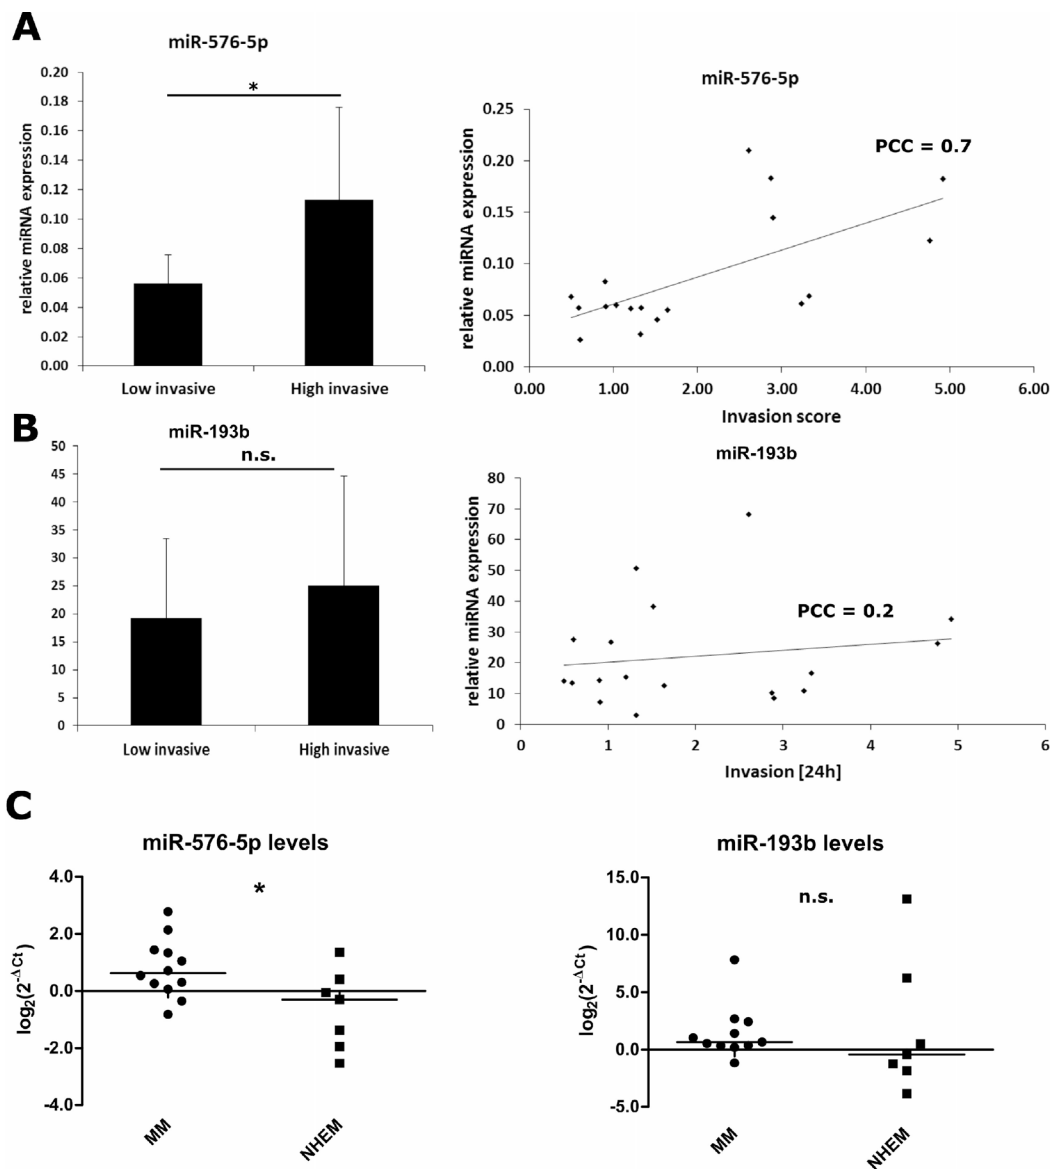 A
miR-576-5p
*
relative miRNA expression
0.20
0.18
0.16
0.14
0.12
0.10
0.08
0.06
0.04
0.02
0.00
Low invasive
High invasive
miR-576-5p
PCC = 0.7
relative miRNA expression
0.25
0.20
0.15
0.10
0.05
0.00
0.00
1.00
2.00
3.00
4.00
5.00
6.00
Invasion score
B
miR-193b
n.s.
50
45
40
35
30
25
20
15
10
5
0
Low invasive
High invasive
miR-193b
PCC = 0.2
relative miRNA expression
80
70
60
50
40
30
20
10
0
0
1
2
3
4
5
6
Invasion [24h]
C
miR-576-5p levels
*
log2(2-ΔCt)
4.0
2.0
0.0
-2.0
-4.0
MM
NHEM
miR-193b levels
n.s.
log2(2-ΔCt)
15.0
10.0
5.0
0.0
-5.0
MM
NHEM